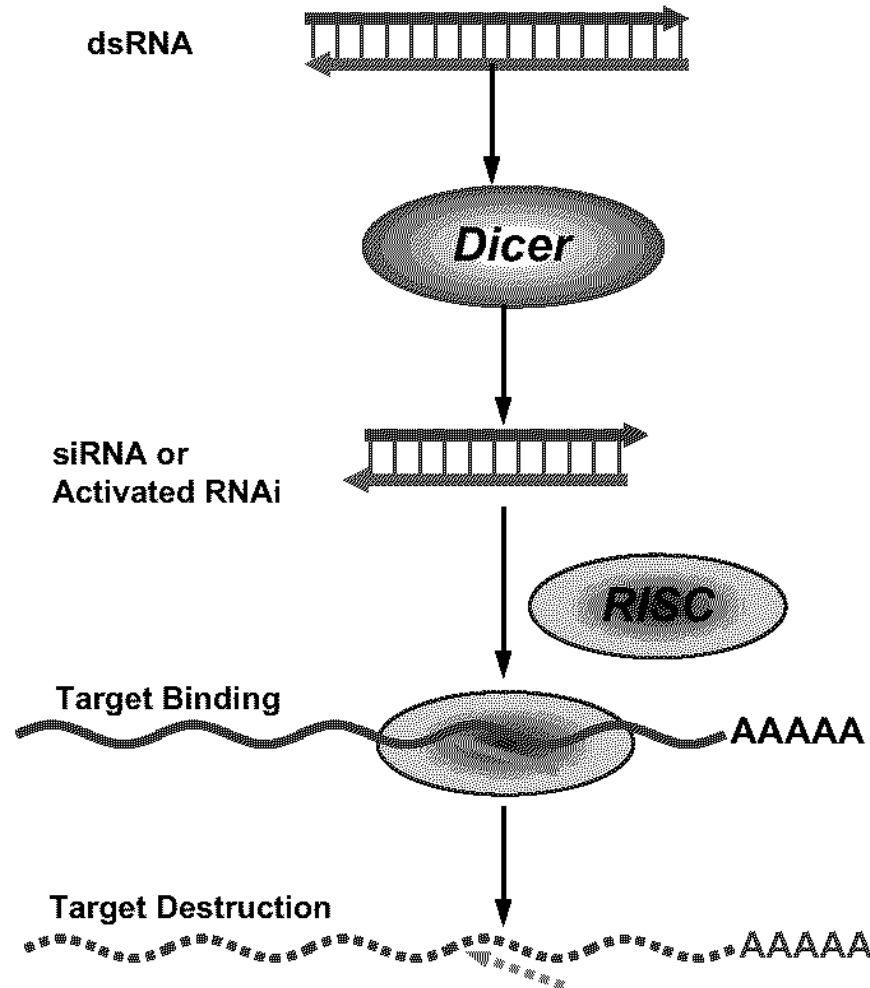 dsRNA
Dicer
siRNA or
Activated RNAi
RISC
Target Binding
AAAAA
Target Destruction
AAAAA